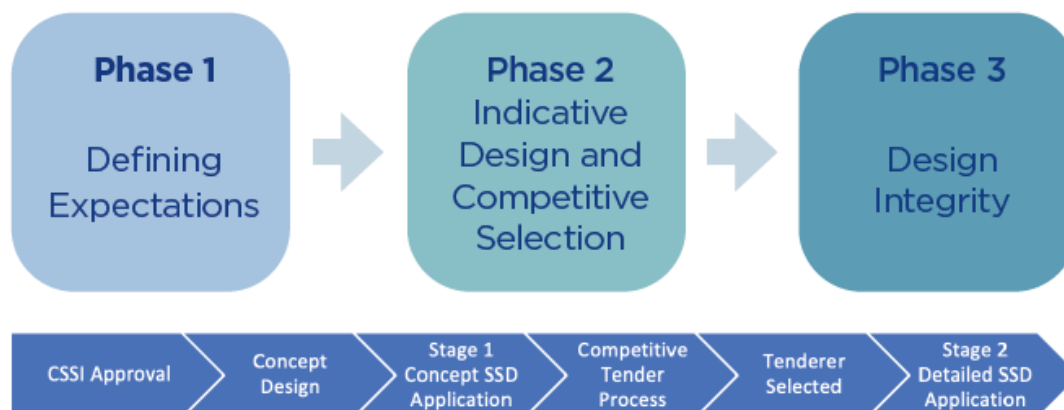 Phase 1
Defining
Expectations
Phase 2
Indicative
Design and
Competitive
Selection
Phase 3
Design
Integrity
CSSI Approval
Concept
Design
Stage 1
Concept SSD
Application
Competitive
Tender
Process
Tenderer
Selected
Stage 2
Detailed SSD
Application